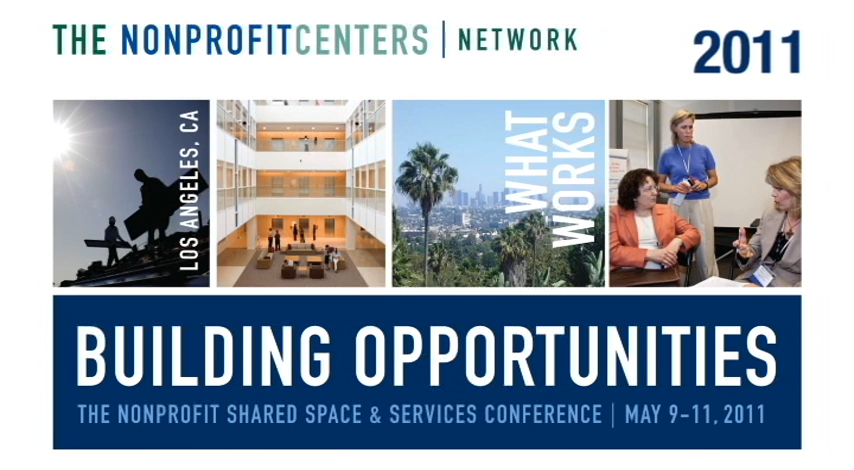 THE NONPROFITCENTERS | NETWORK
2011
LOS ANGELES, CA
WHAT
WORKS
BUILDING OPPORTUNITIES
THE NONPROFIT SHARED SPACE & SERVICES CONFERENCE | MAY 9-11, 2011